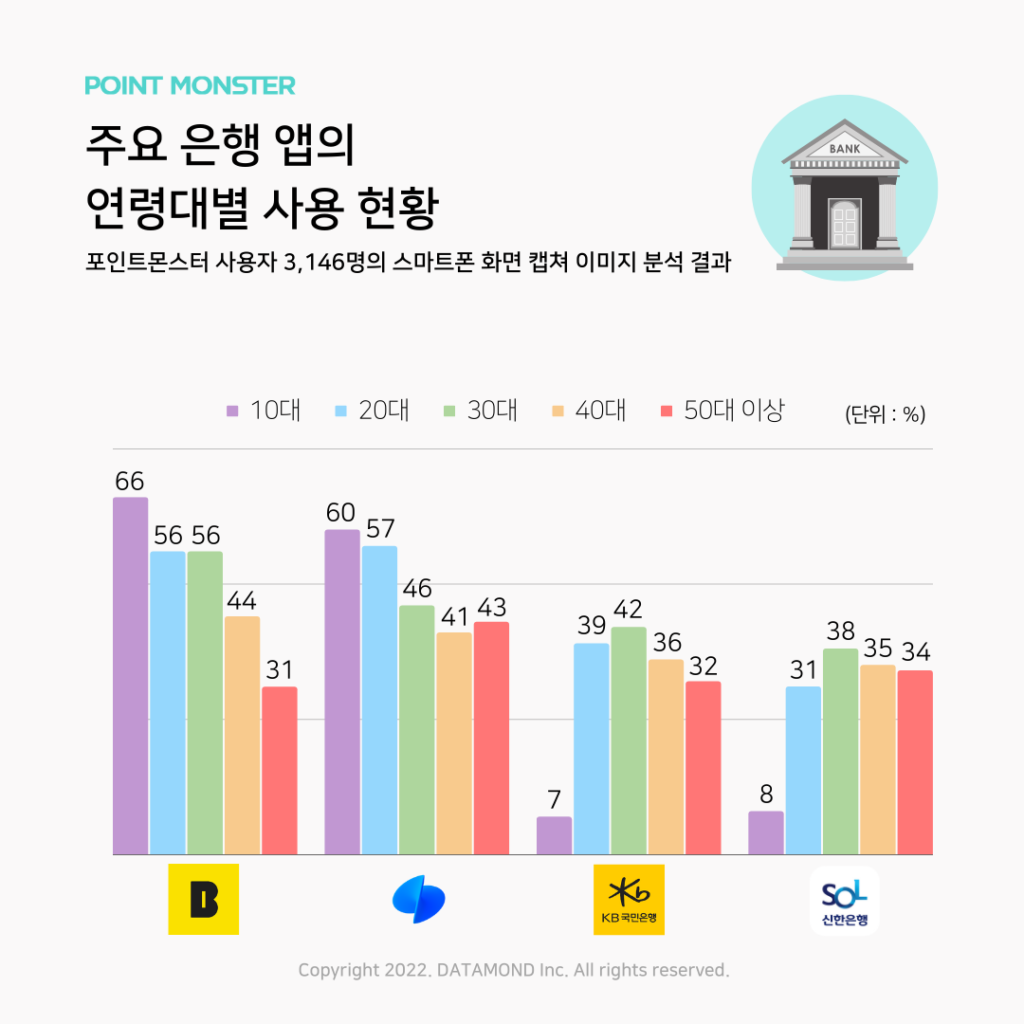 POINT MONSTER
주요 은행 앱의
연령대별 사용 현황
포인트몬스터 사용자 3,146명의 스마트폰 화면 캡쳐 이미지 분석 결과
BANK
10대 20대 30대 40대 50대 이상 (단위 : %)
66 56 56 44 31
60 57 46 41 43
7 39 42 36 32
8 31 38 35 34
B
Kb
KB국민은행
SOL
신한은행
Copyright 2022. DATAMOND Inc. All rights reserved.